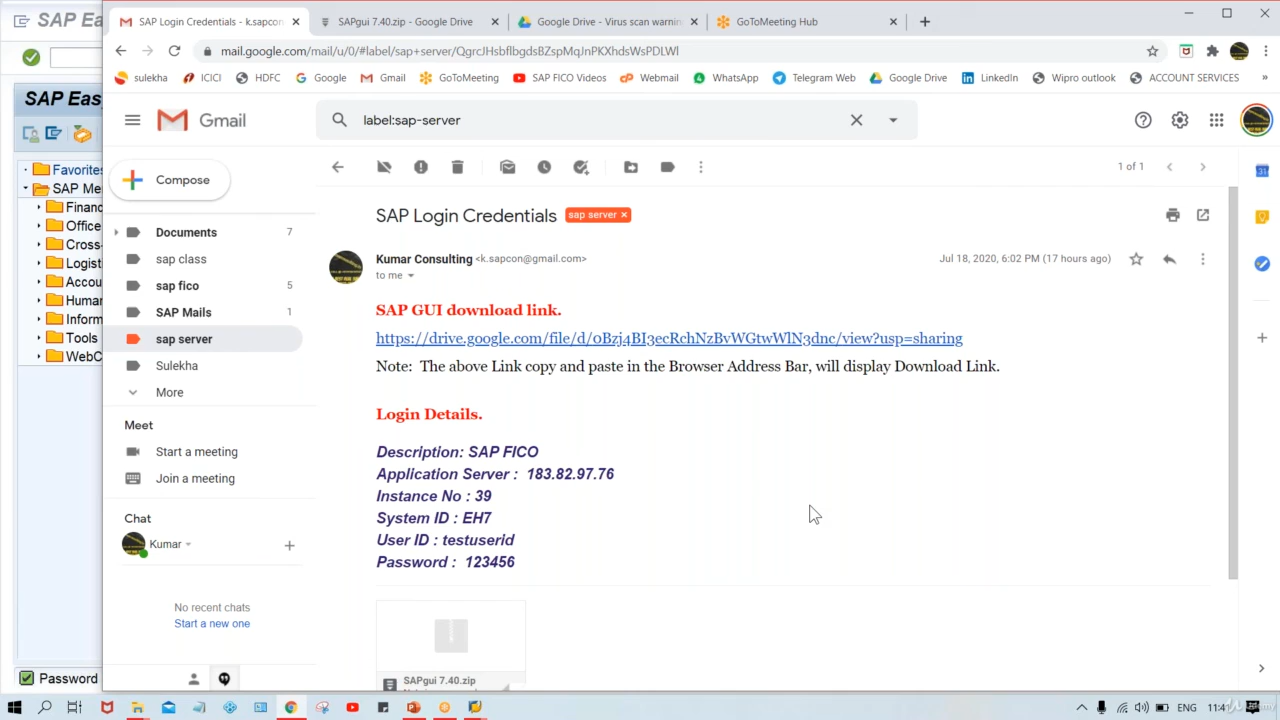 SAP Ea
SAP Login Credentials - k.sapcon
SAPgui 7.40.zip - Google Drive
Google Drive - Virus scan warnin
GoToMeeting Hub
mail.google.com/mail/u/0/#label/sap+server/QgrcJHsbflbgdsBZspMqJnPKXhdsWsPDLWl
sulekha
ICICI
HDFC
Google
Gmail
GoToMeeting
SAP FICO Videos
Webmail
WhatsApp
Telegram Web
Google Drive
LinkedIn
Wipro outlook
ACCOUNT SERVICES
»
SAP Eas
Gmail
label:sap-server
Favorites
SAP Me
Financ
Office
Cross-
Logist
Accou
Human
Inform
Tools
WebC
Compose
1 of 1
Documents 7
sap class
sap fico 5
SAP Mails 1
sap server
Sulekha
More
Meet
Start a meeting
Join a meeting
Chat
Kumar
No recent chats
Start a new one
SAP Login Credentials sap server ×
Kumar Consulting <k.sapcon@gmail.com>
Jul 18, 2020, 6:02 PM (17 hours ago)
to me
SAP GUI download link.
https://drive.google.com/file/d/0Bzj4BI3ecRchNzBvWGtwWlN3dnc/view?usp=sharing
Note: The above Link copy and paste in the Browser Address Bar, will display Download Link.
Login Details.
Description: SAP FICO
Application Server : 183.82.97.76
Instance No : 39
System ID : EH7
User ID : testuserid
Password : 123456
SAPgui 7.40.zip
Password
ENG
11:41
Udemy